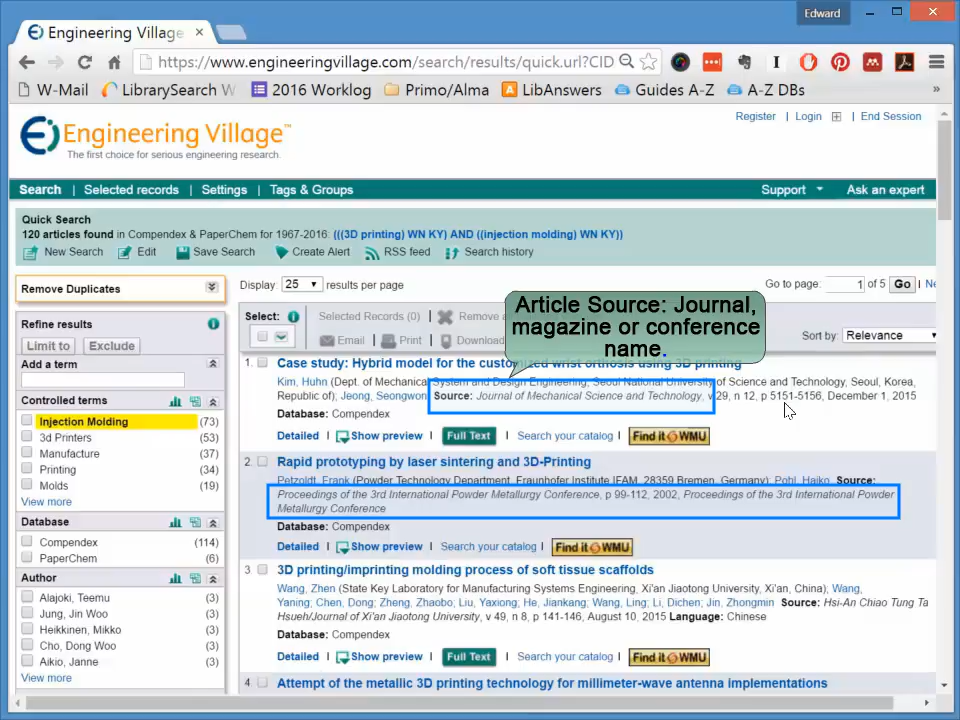 Edward
Engineering Village
https://www.engineeringvillage.com/search/results/quick.url?CID
W-Mail
LibrarySearch W
2016 Worklog
Primo/Alma
LibAnswers
Guides A-Z
A-Z DBs
»
Register | Login | End Session
Engineering Village™
The first choice for serious engineering research.
Search | Selected records | Settings | Tags & Groups
Support
Ask an expert
Quick Search
120 articles found in Compendex & PaperChem for 1967-2016: (((3D printing) WN KY) AND ((injection molding) WN KY))
New Search
Edit
Save Search
Create Alert
RSS feed
Search history
Remove Duplicates
Display: 25 results per page
Go to page: 1 of 5 Go | Ne
Article Source: Journal,
magazine or conference
name.
Refine results
Limit to
Exclude
Add a term
Controlled terms
Injection Molding (73)
3d Printers (53)
Manufacture (37)
Printing (34)
Molds (19)
View more
Database
Compendex (114)
PaperChem (6)
Author
Alajoki, Teemu (3)
Jung, Jin Woo (3)
Heikkinen, Mikko (3)
Cho, Dong Woo (3)
Aikio, Janne (3)
View more
Select:
Selected Records (0) | Remove a
Email | Print | Download
Sort by: Relevance
1. Case study: Hybrid model for the customized wrist orthosis using 3D printing
Kim, Huhn (Dept. of Mechanical System and Design Engineering, Seoul National University of Science and Technology, Seoul, Korea,
Republic of); Jeong, Seongwon Source: Journal of Mechanical Science and Technology, v 29, n 12, p 5151-5156, December 1, 2015
Database: Compendex
Detailed | Show preview | Full Text | Search your catalog | Find it @ WMU
2. Rapid prototyping by laser sintering and 3D-Printing
Petzoldt, Frank (Powder Technology Department, Fraunhofer Institute IFAM, 28359 Bremen, Germany); Pohl, Haiko Source:
Proceedings of the 3rd International Powder Metallurgy Conference, p 99-112, 2002, Proceedings of the 3rd International Powder
Metallurgy Conference
Database: Compendex
Detailed | Show preview | Search your catalog | Find it @ WMU
3 3D printing/imprinting molding process of soft tissue scaffolds
Wang, Zhen (State Key Laboratory for Manufacturing Systems Engineering, Xi'an Jiaotong University, Xi'an, China); Wang,
Yaning; Chen, Dong; Zheng, Zhaobo; Liu, Yaxiong; He, Jiankang; Wang, Ling; Li, Dichen; Jin, Zhongmin Source: Hsi-An Chiao Tung Ta
Hsueh/Journal of Xi'an Jiaotong University, v 49, n 8, p 141-146, August 10, 2015 Language: Chinese
Database: Compendex
Detailed | Show preview | Full Text | Search your catalog | Find it @ WMU
4 Attempt of the metallic 3D printing technology for millimeter-wave antenna implementations